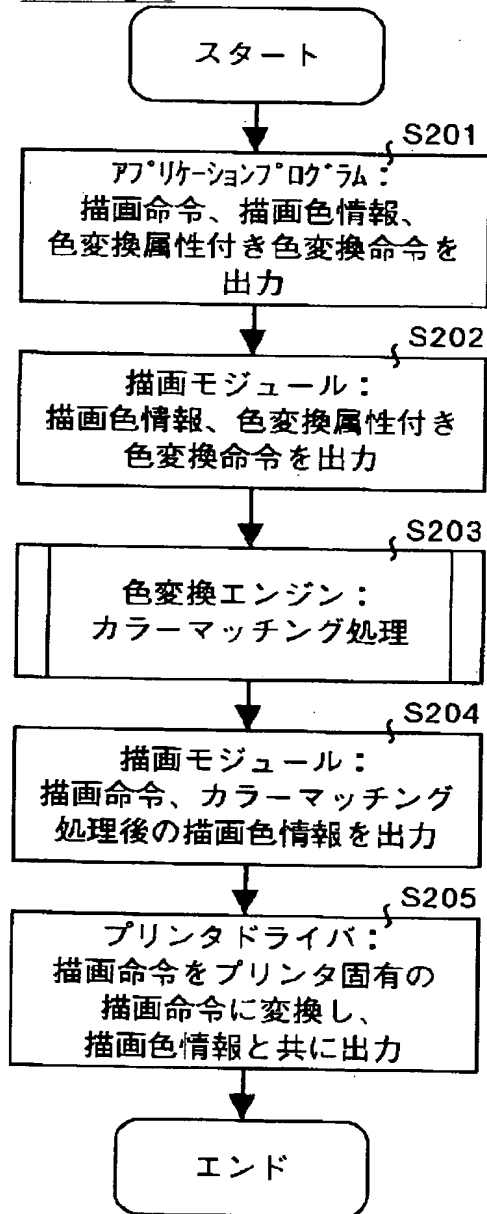 スタート
S201
アプリケーションプログラム：
描画命令、描画色情報、
色変換属性付き色変換命令を
出力
S202
描画モジュール：
描画色情報、色変換属性付き
色変換命令を出力
S203
色変換エンジン：
カラーマッチング処理
S204
描画モジュール：
描画命令、カラーマッチング
処理後の描画色情報を出力
S205
プリンタドライバ：
描画命令をプリンタ固有の
描画命令に変換し、
描画色情報と共に出力
エンド